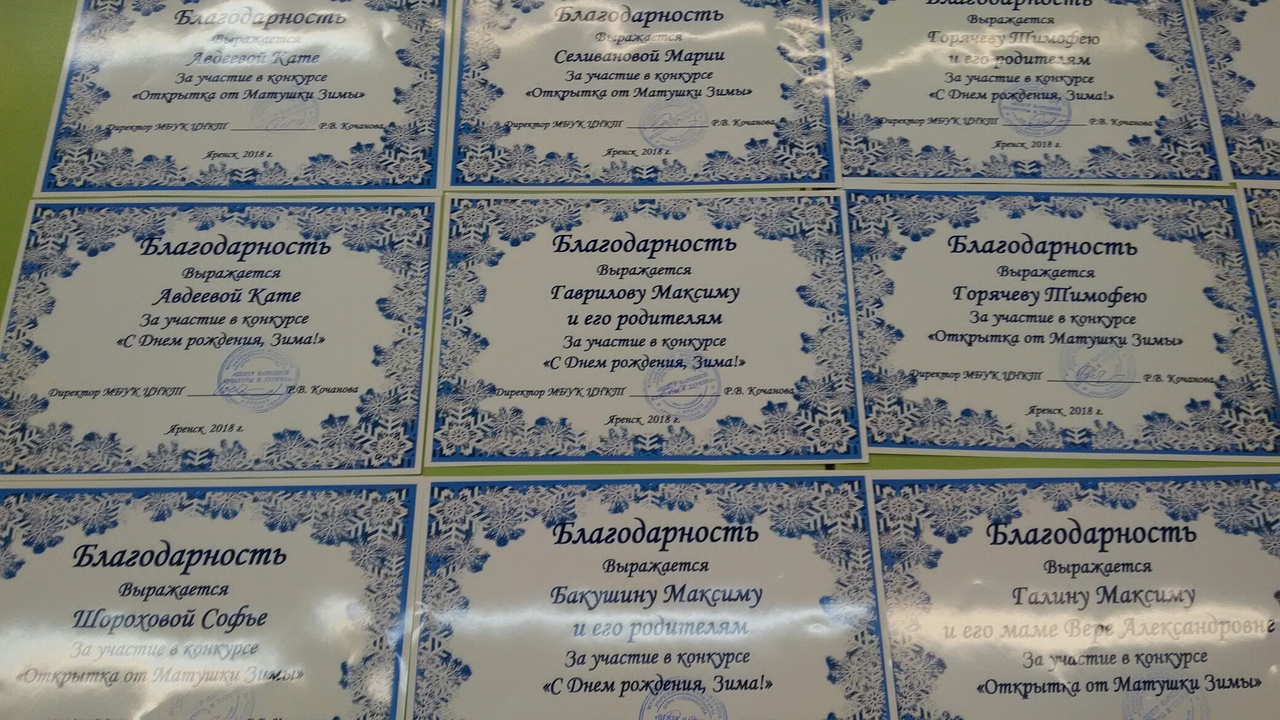 Благодарность
Выражается
Авдеевой Кате
За участие в конкурсе
«Открытка от Матушки Зимы»
Директор МБУК ЦНКТ Р.В. Кочанова
Яренск 2018 г.
Благодарность
Выражается
Селивановой Марии
За участие в конкурсе
«Открытка от Матушки Зимы»
Директор МБУК ЦНКТ Р.В. Кочанова
Яренск 2018 г.
Благодарность
Выражается
Горячеву Тимофею
и его родителям
За участие в конкурсе
«С Днем рождения, Зима!»
Директор МБУК ЦНКТ Р.В. Кочанова
Яренск 2018 г.
Благодарность
Выражается
Авдеевой Кате
За участие в конкурсе
«С Днем рождения, Зима!»
Директор МБУК ЦНКТ Р.В. Кочанова
Яренск 2018 г.
Благодарность
Выражается
Гаврилову Максиму
и его родителям
За участие в конкурсе
«С Днем рождения, Зима!»
Директор МБУК ЦНКТ Р.В. Кочанова
Яренск 2018 г.
Благодарность
Выражается
Горячеву Тимофею
За участие в конкурсе
«Открытка от Матушки Зимы»
Директор МБУК ЦНКТ Р.В. Кочанова
Яренск 2018 г.
Благодарность
Выражается
Шороховой Софье
За участие в конкурсе
«Открытка от Матушки Зимы»
Благодарность
Выражается
Бакушину Максиму
и его родителям
За участие в конкурсе
«С Днем рождения, Зима!»
Благодарность
Выражается
Галину Максиму
и его маме Вере Александровне
За участие в конкурсе
«Открытка от Матушки Зимы»